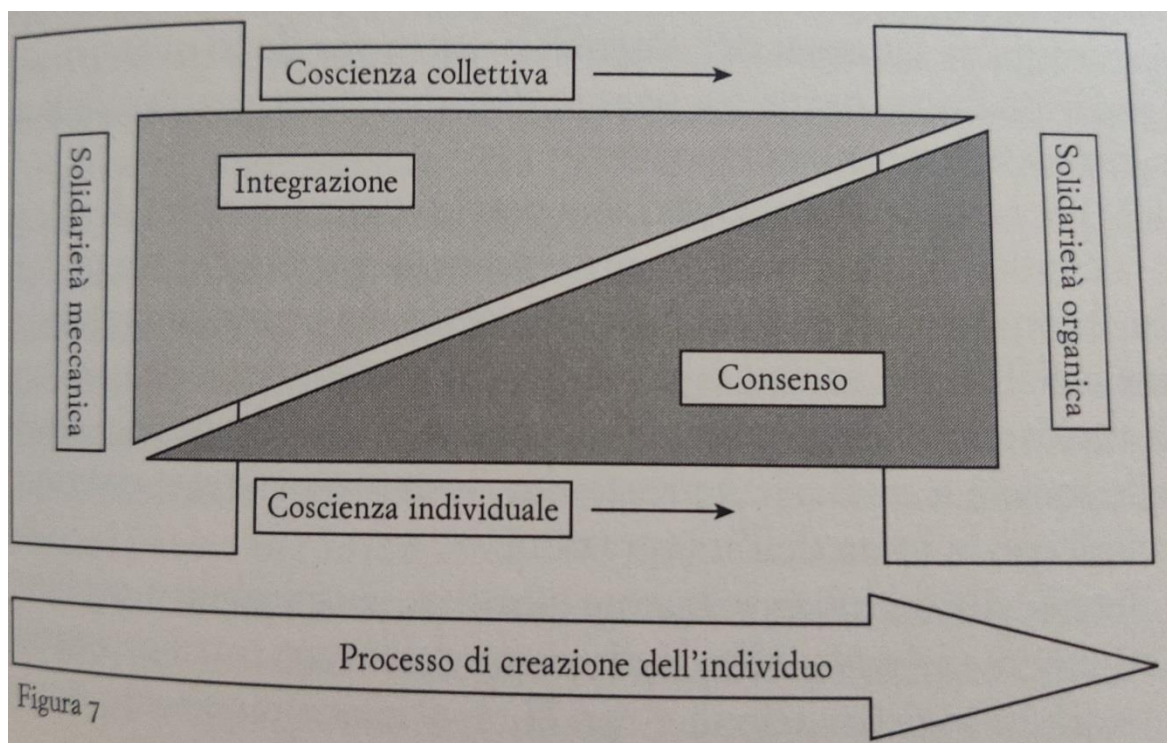 Coscienza collettiva
Solidarietà meccanica
Integrazione
Solidarietà organica
Consenso
Coscienza individuale
Processo di creazione dell'individuo
Figura 7